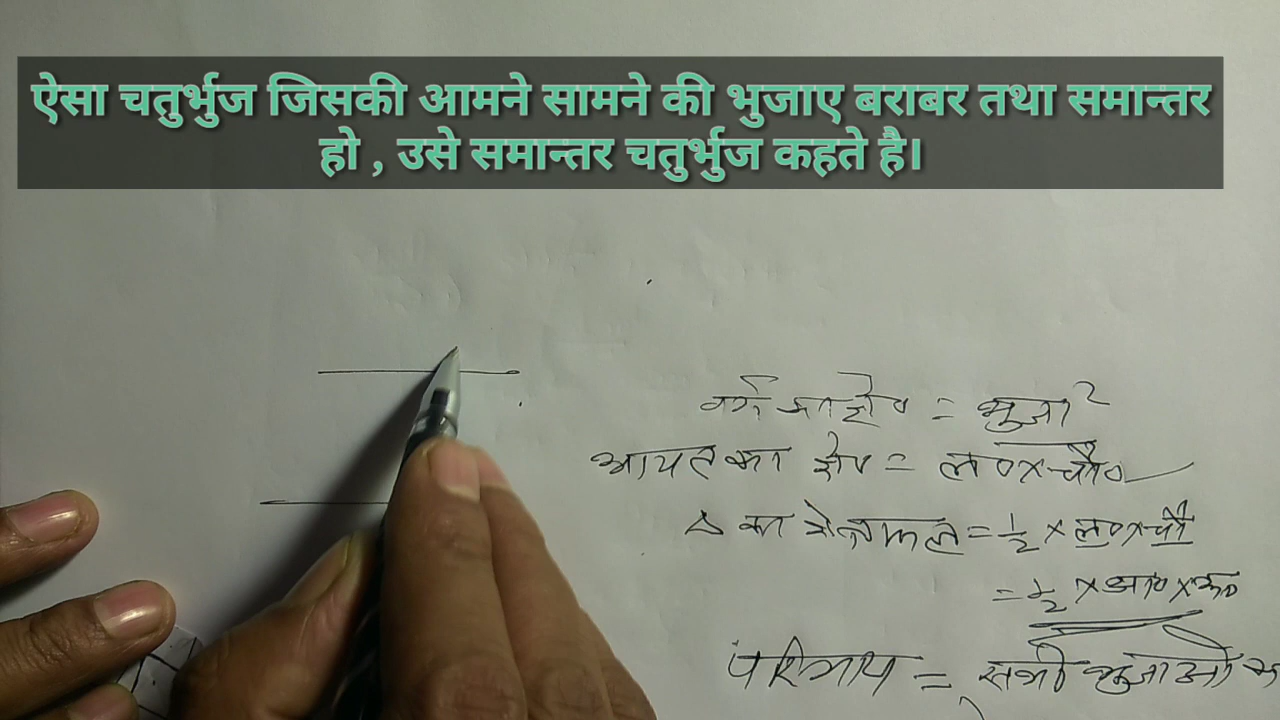 ऐसा चतुर्भुज जिसकी आमने सामने की भुजाए बराबर तथा समान्तर
हो , उसे समान्तर चतुर्भुज कहते है।
वर्ग का क्षे० = भुजा²
आयत का क्षे० = ल० × चौ०
Δ का क्षेत्रफल = 1/2 × ल० × चौ
= 1/2 × आ० × ऊ०
परिमाप = सभी भुजाओ